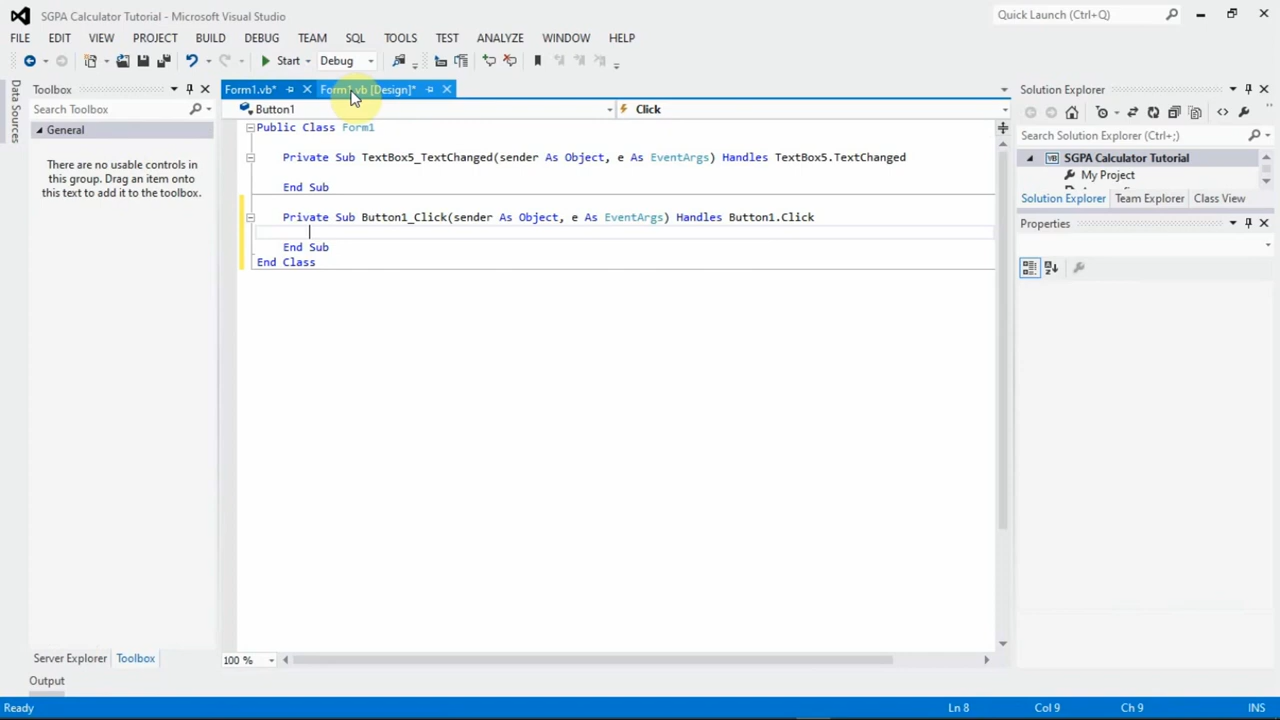 SGPA Calculator Tutorial - Microsoft Visual Studio
Quick Launch (Ctrl+Q)
FILE EDIT VIEW PROJECT BUILD DEBUG TEAM SQL TOOLS TEST ANALYZE WINDOW HELP
Start Debug
Data Sources
Toolbox
Search Toolbox
General
There are no usable controls in
this group. Drag an item onto
this text to add it to the toolbox.
Server Explorer Toolbox
Form1.vb* Form1.vb [Design]*
Button1 Click
Public Class Form1
Private Sub TextBox5_TextChanged(sender As Object, e As EventArgs) Handles TextBox5.TextChanged
End Sub
Private Sub Button1_Click(sender As Object, e As EventArgs) Handles Button1.Click
End Sub
End Class
100 %
Solution Explorer
Search Solution Explorer (Ctrl+;)
SGPA Calculator Tutorial
My Project
Solution Explorer Team Explorer Class View
Properties
Output
Ready Ln 8 Col 9 Ch 9 INS